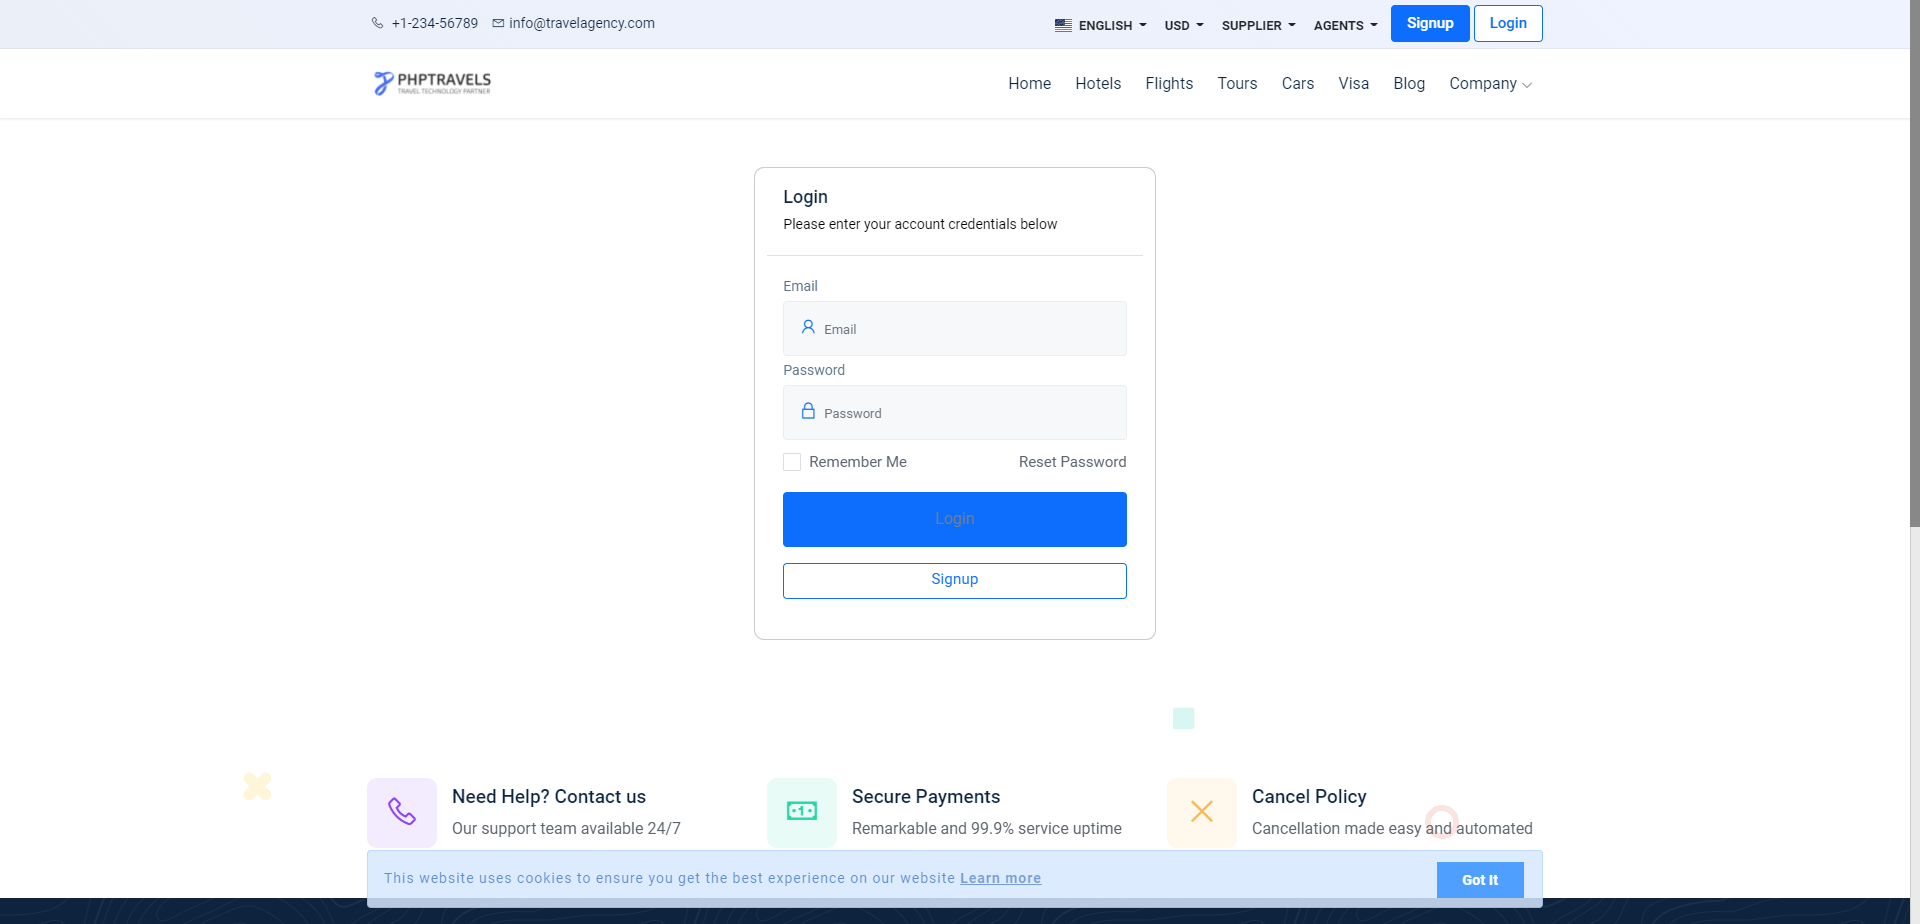 +1-234-56789 info@travelagency.com ENGLISH USD SUPPLIER AGENTS Signup Login
PHPTRAVELS
TRAVEL TECHNOLOGY PARTNER
Home Hotels Flights Tours Cars Visa Blog Company
Login
Please enter your account credentials below
Email
Email
Password
Password
Remember Me Reset Password
Login
Signup
Need Help? Contact us
Our support team available 24/7
Secure Payments
Remarkable and 99.9% service uptime
Cancel Policy
Cancellation made easy and automated
This website uses cookies to ensure you get the best experience on our website Learn more
Got It